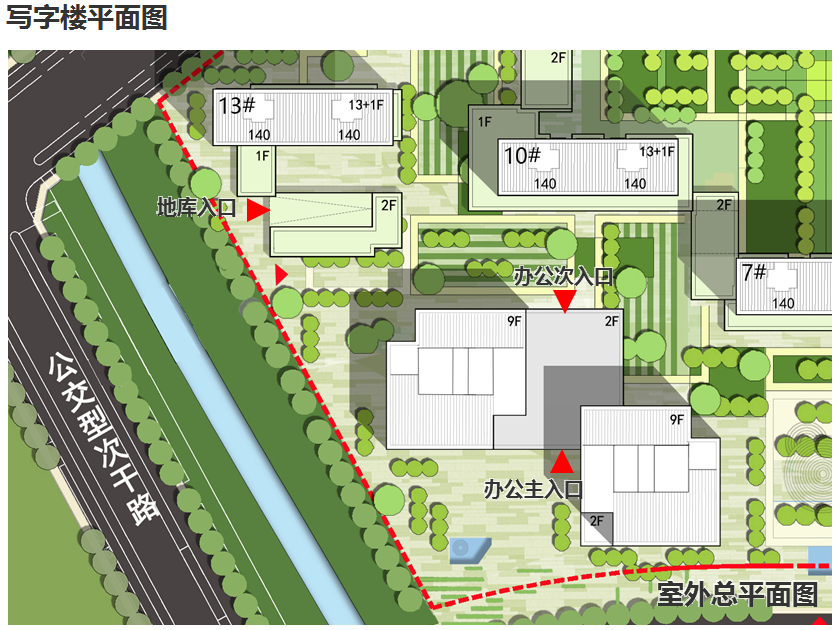 写字楼平面图
2F
13#
13+1F
140
140
1F
1F
10#
13+1F
140
140
地库入口
2F
2F
7#
140
办公次入口
9F
2F
公交型次干路
9F
办公主入口
2F
室外总平面图